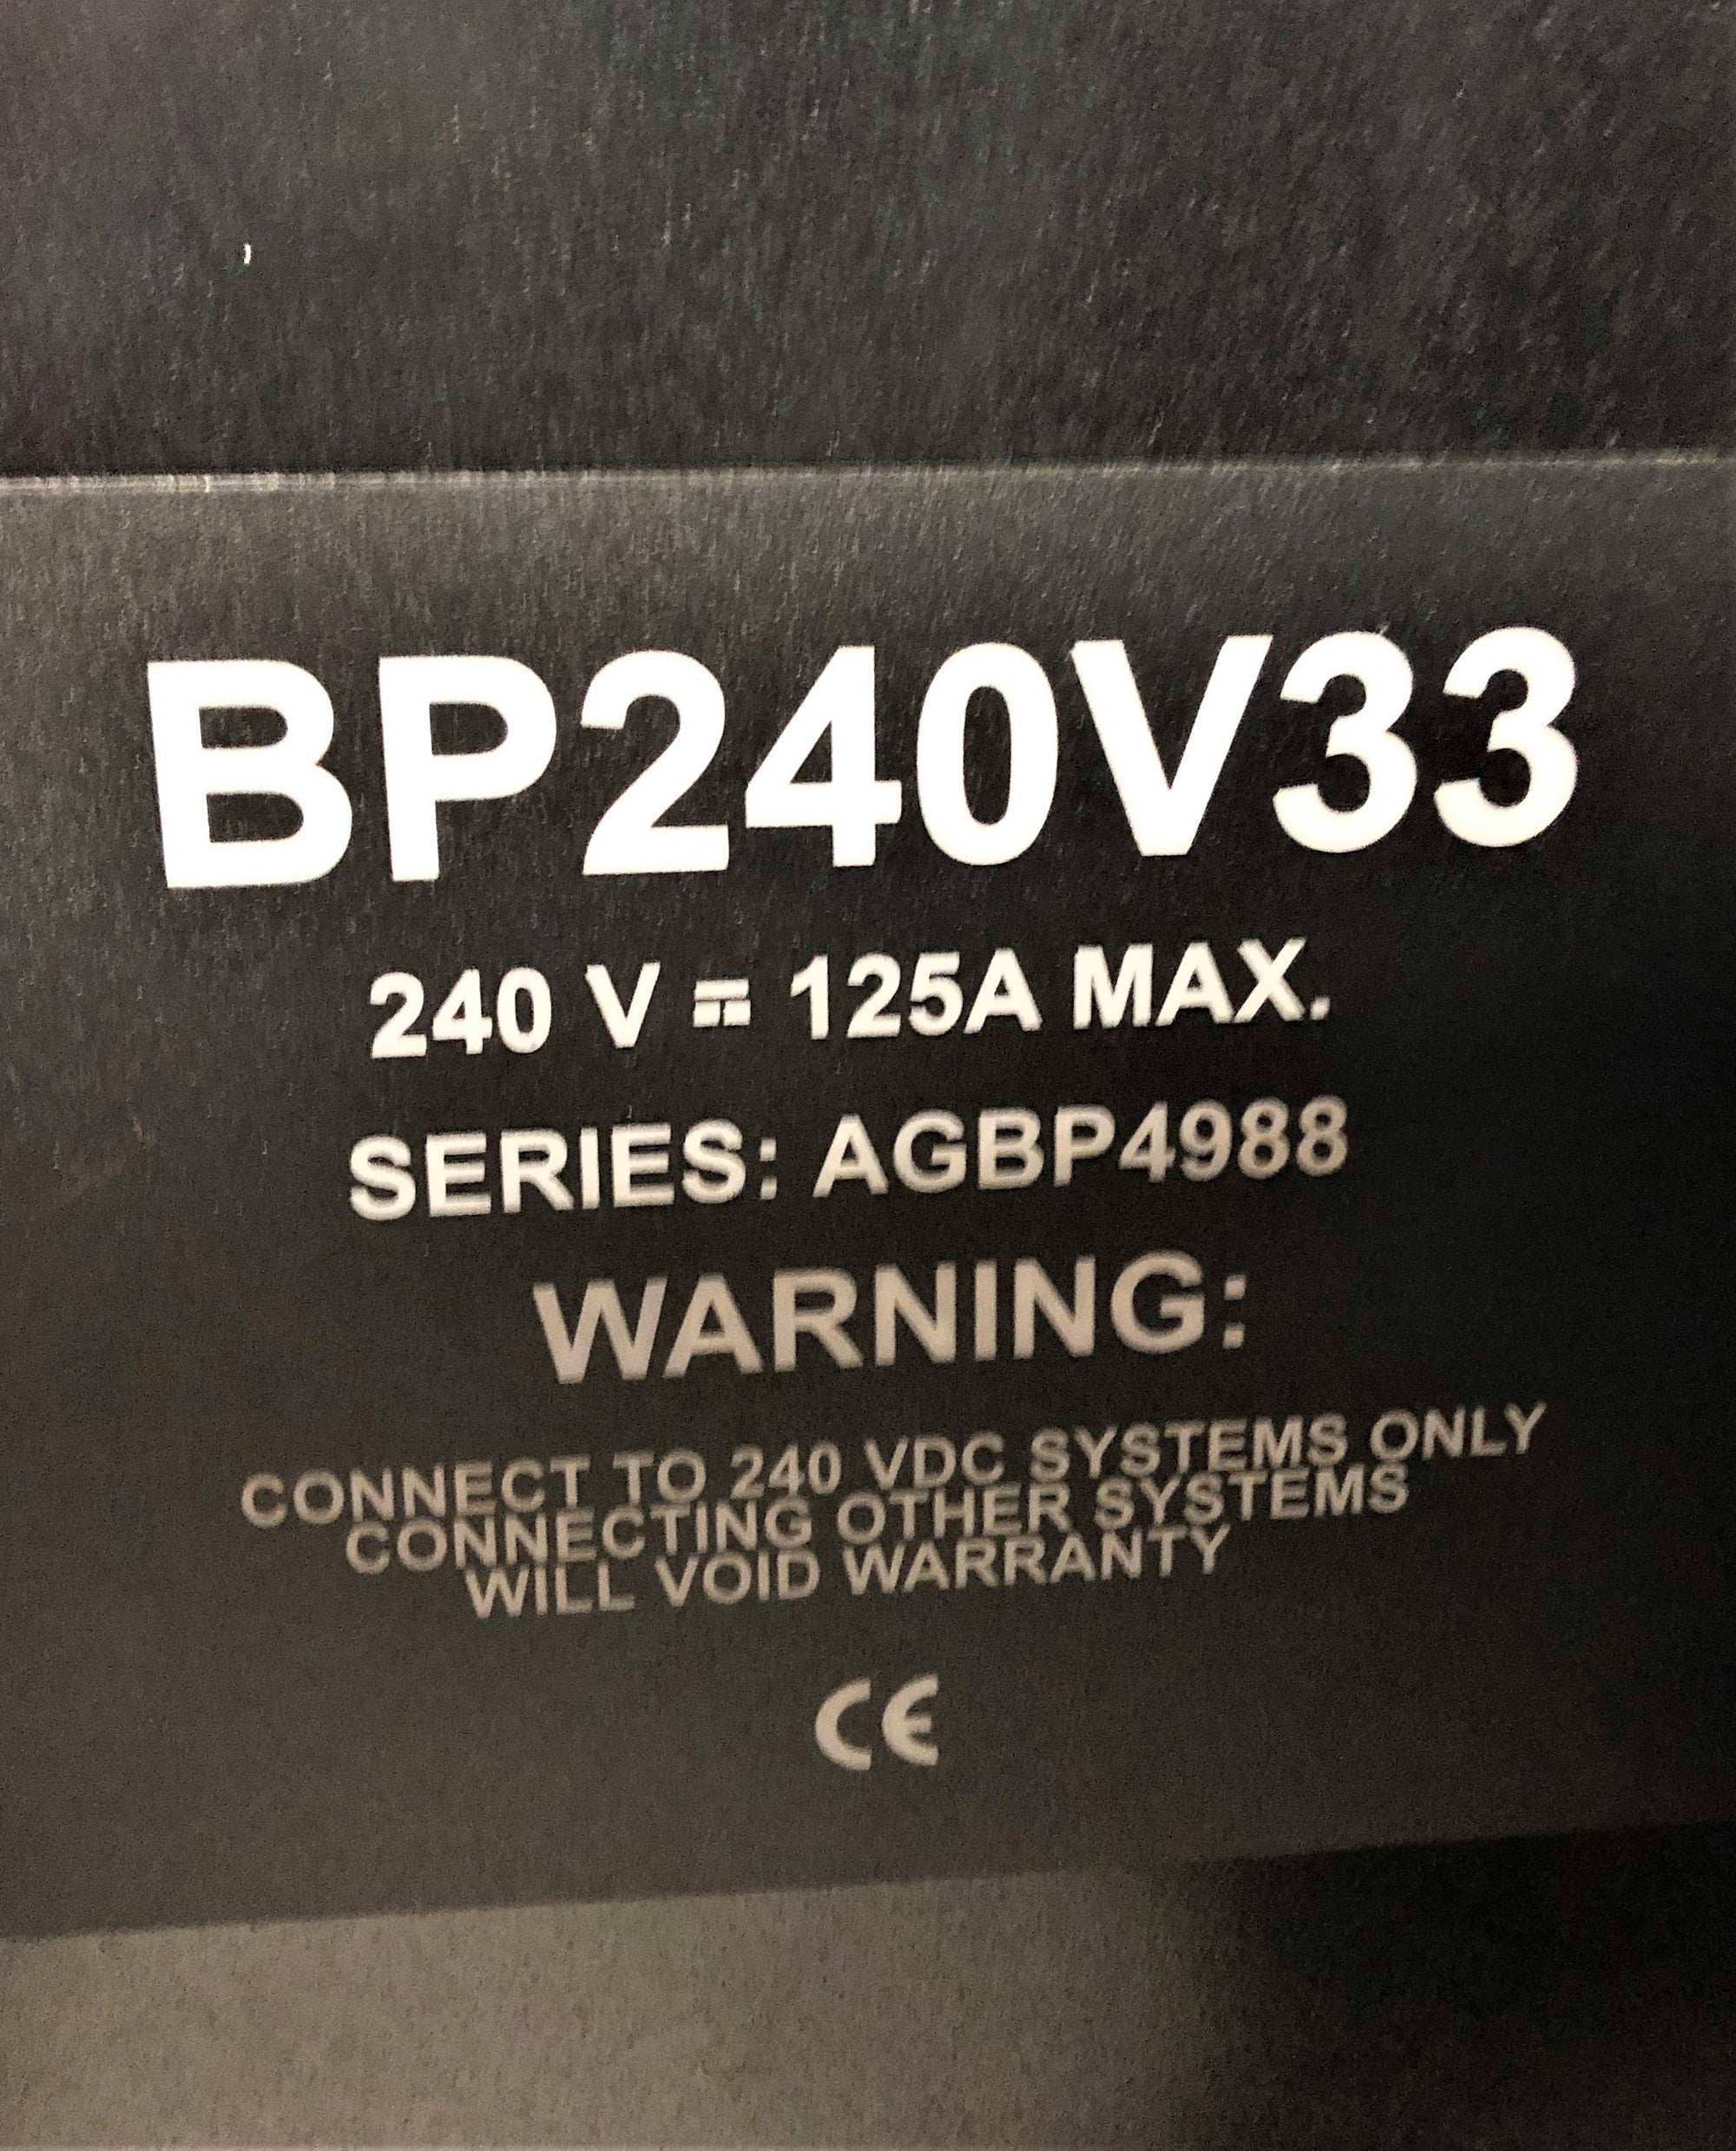 BP240V33
240 V ⎓ 125A MAX.
SERIES: AGBP4988
WARNING:
CONNECT TO 240 VDC SYSTEMS ONLY
CONNECTING OTHER SYSTEMS
WILL VOID WARRANTY
CE